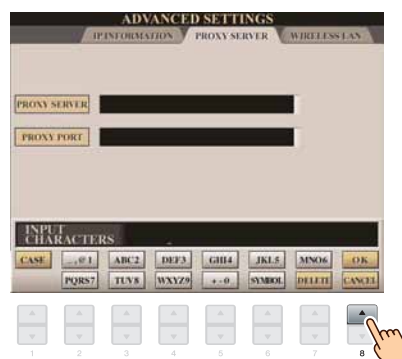 ADVANCED SETTINGS
IP INFORMATION PROXY SERVER WIRELESS LAN
PROXY SERVER
PROXY PORT
INPUT
CHARACTERS
CASE .,@1 ABC2 DEF3 GHI4 JKL5 MNO6 OK
PQRS7 TUV8 WXYZ9 +-0 SYMBOL DELETE CANCEL
1 2 3 4 5 6 7 8